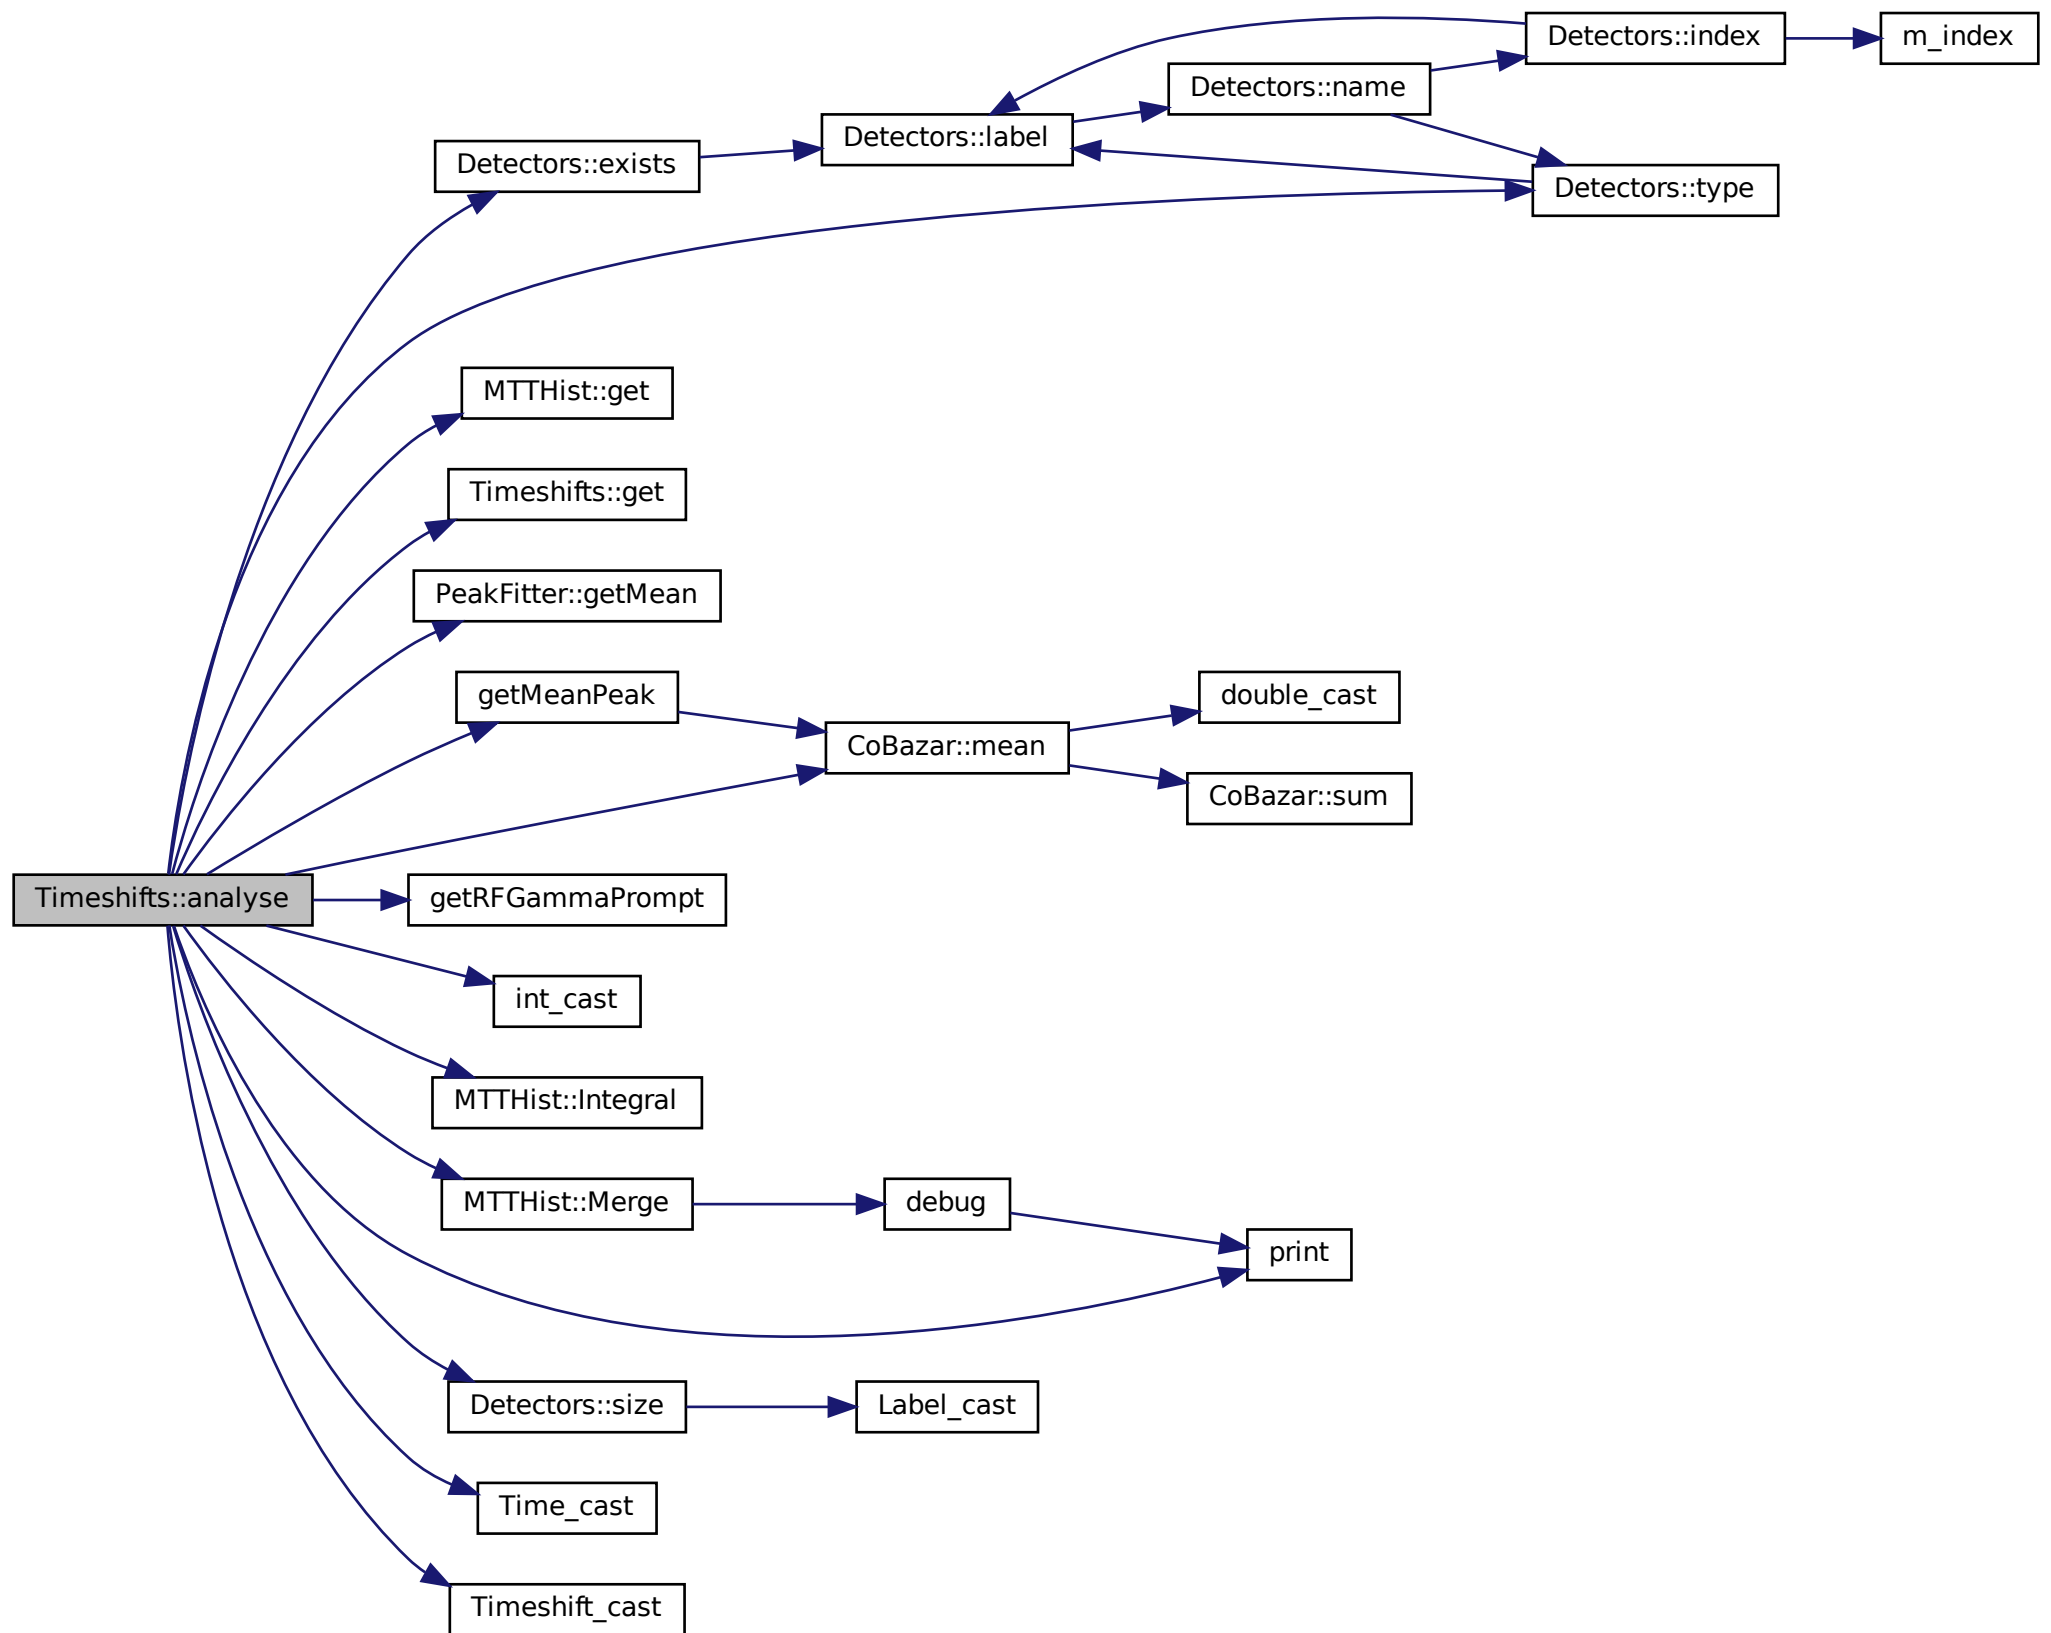 Detectors::index
m_index
Detectors::name
Detectors::label
Detectors::exists
Detectors::type
MTTHist::get
Timeshifts::get
PeakFitter::getMean
getMeanPeak
double_cast
CoBazar::mean
CoBazar::sum
Timeshifts::analyse
getRFGammaPrompt
int_cast
MTTHist::Integral
MTTHist::Merge
debug
print
Detectors::size
Label_cast
Time_cast
Timeshift_cast